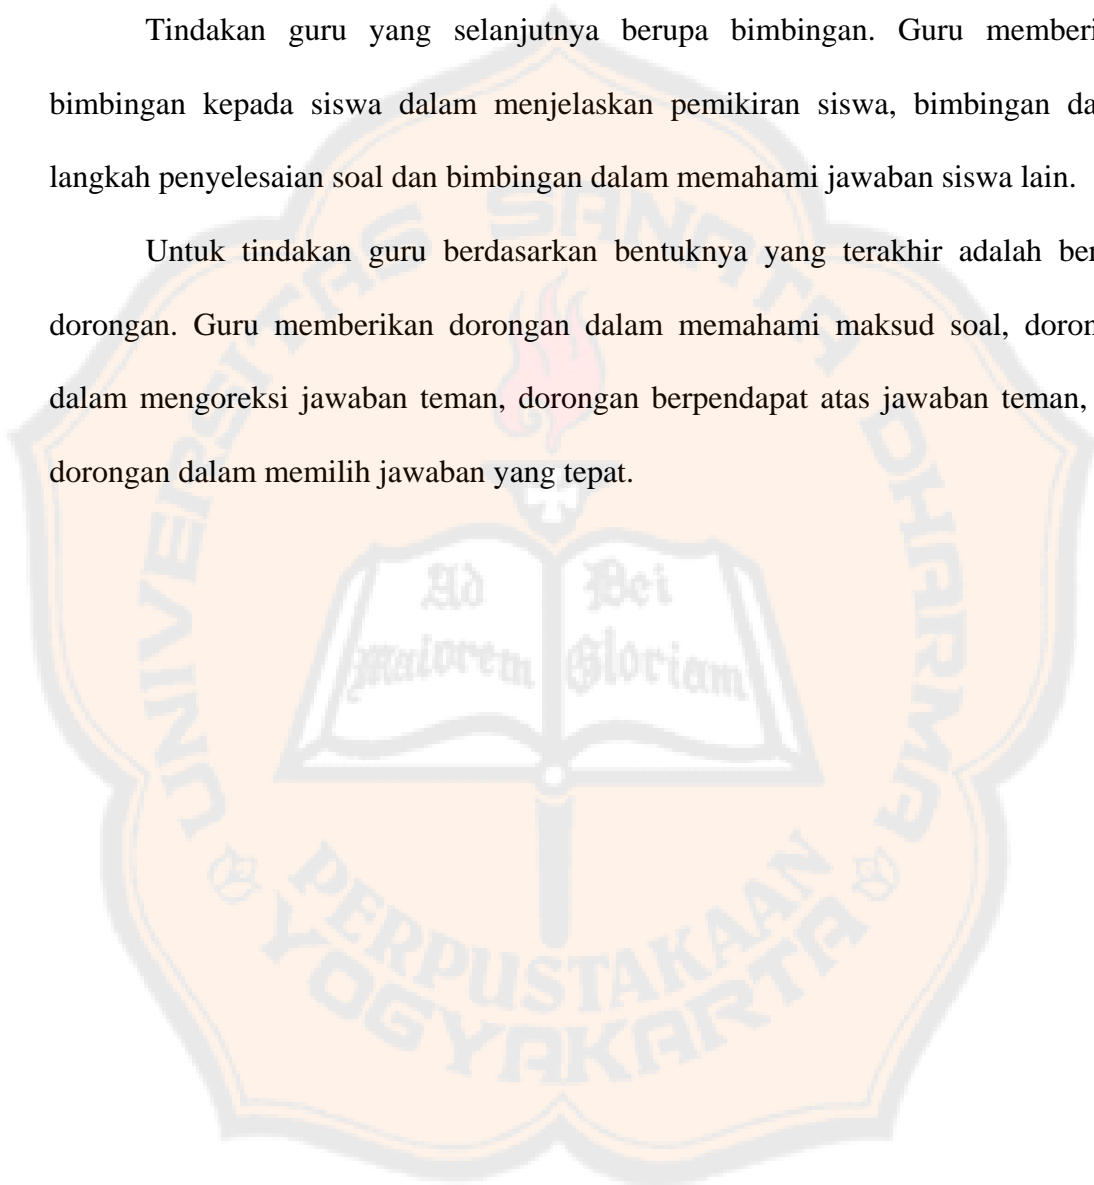 Tindakan guru yang selanjutnya berupa bimbingan. Guru memberi
bimbingan kepada siswa dalam menjelaskan pemikiran siswa, bimbingan da
langkah penyelesaian soal dan bimbingan dalam memahami jawaban siswa lain.
Untuk tindakan guru berdasarkan bentuknya yang terakhir adalah ber
dorongan. Guru memberikan dorongan dalam memahami maksud soal, doron
dalam mengoreksi jawaban teman, dorongan berpendapat atas jawaban teman,
dorongan dalam memilih jawaban yang tepat.
UNIVERSITAS SANATA DHARMA
Ad Dei
Maiorem Gloriam
PERPUSTAKAAN
YOGYAKARTA